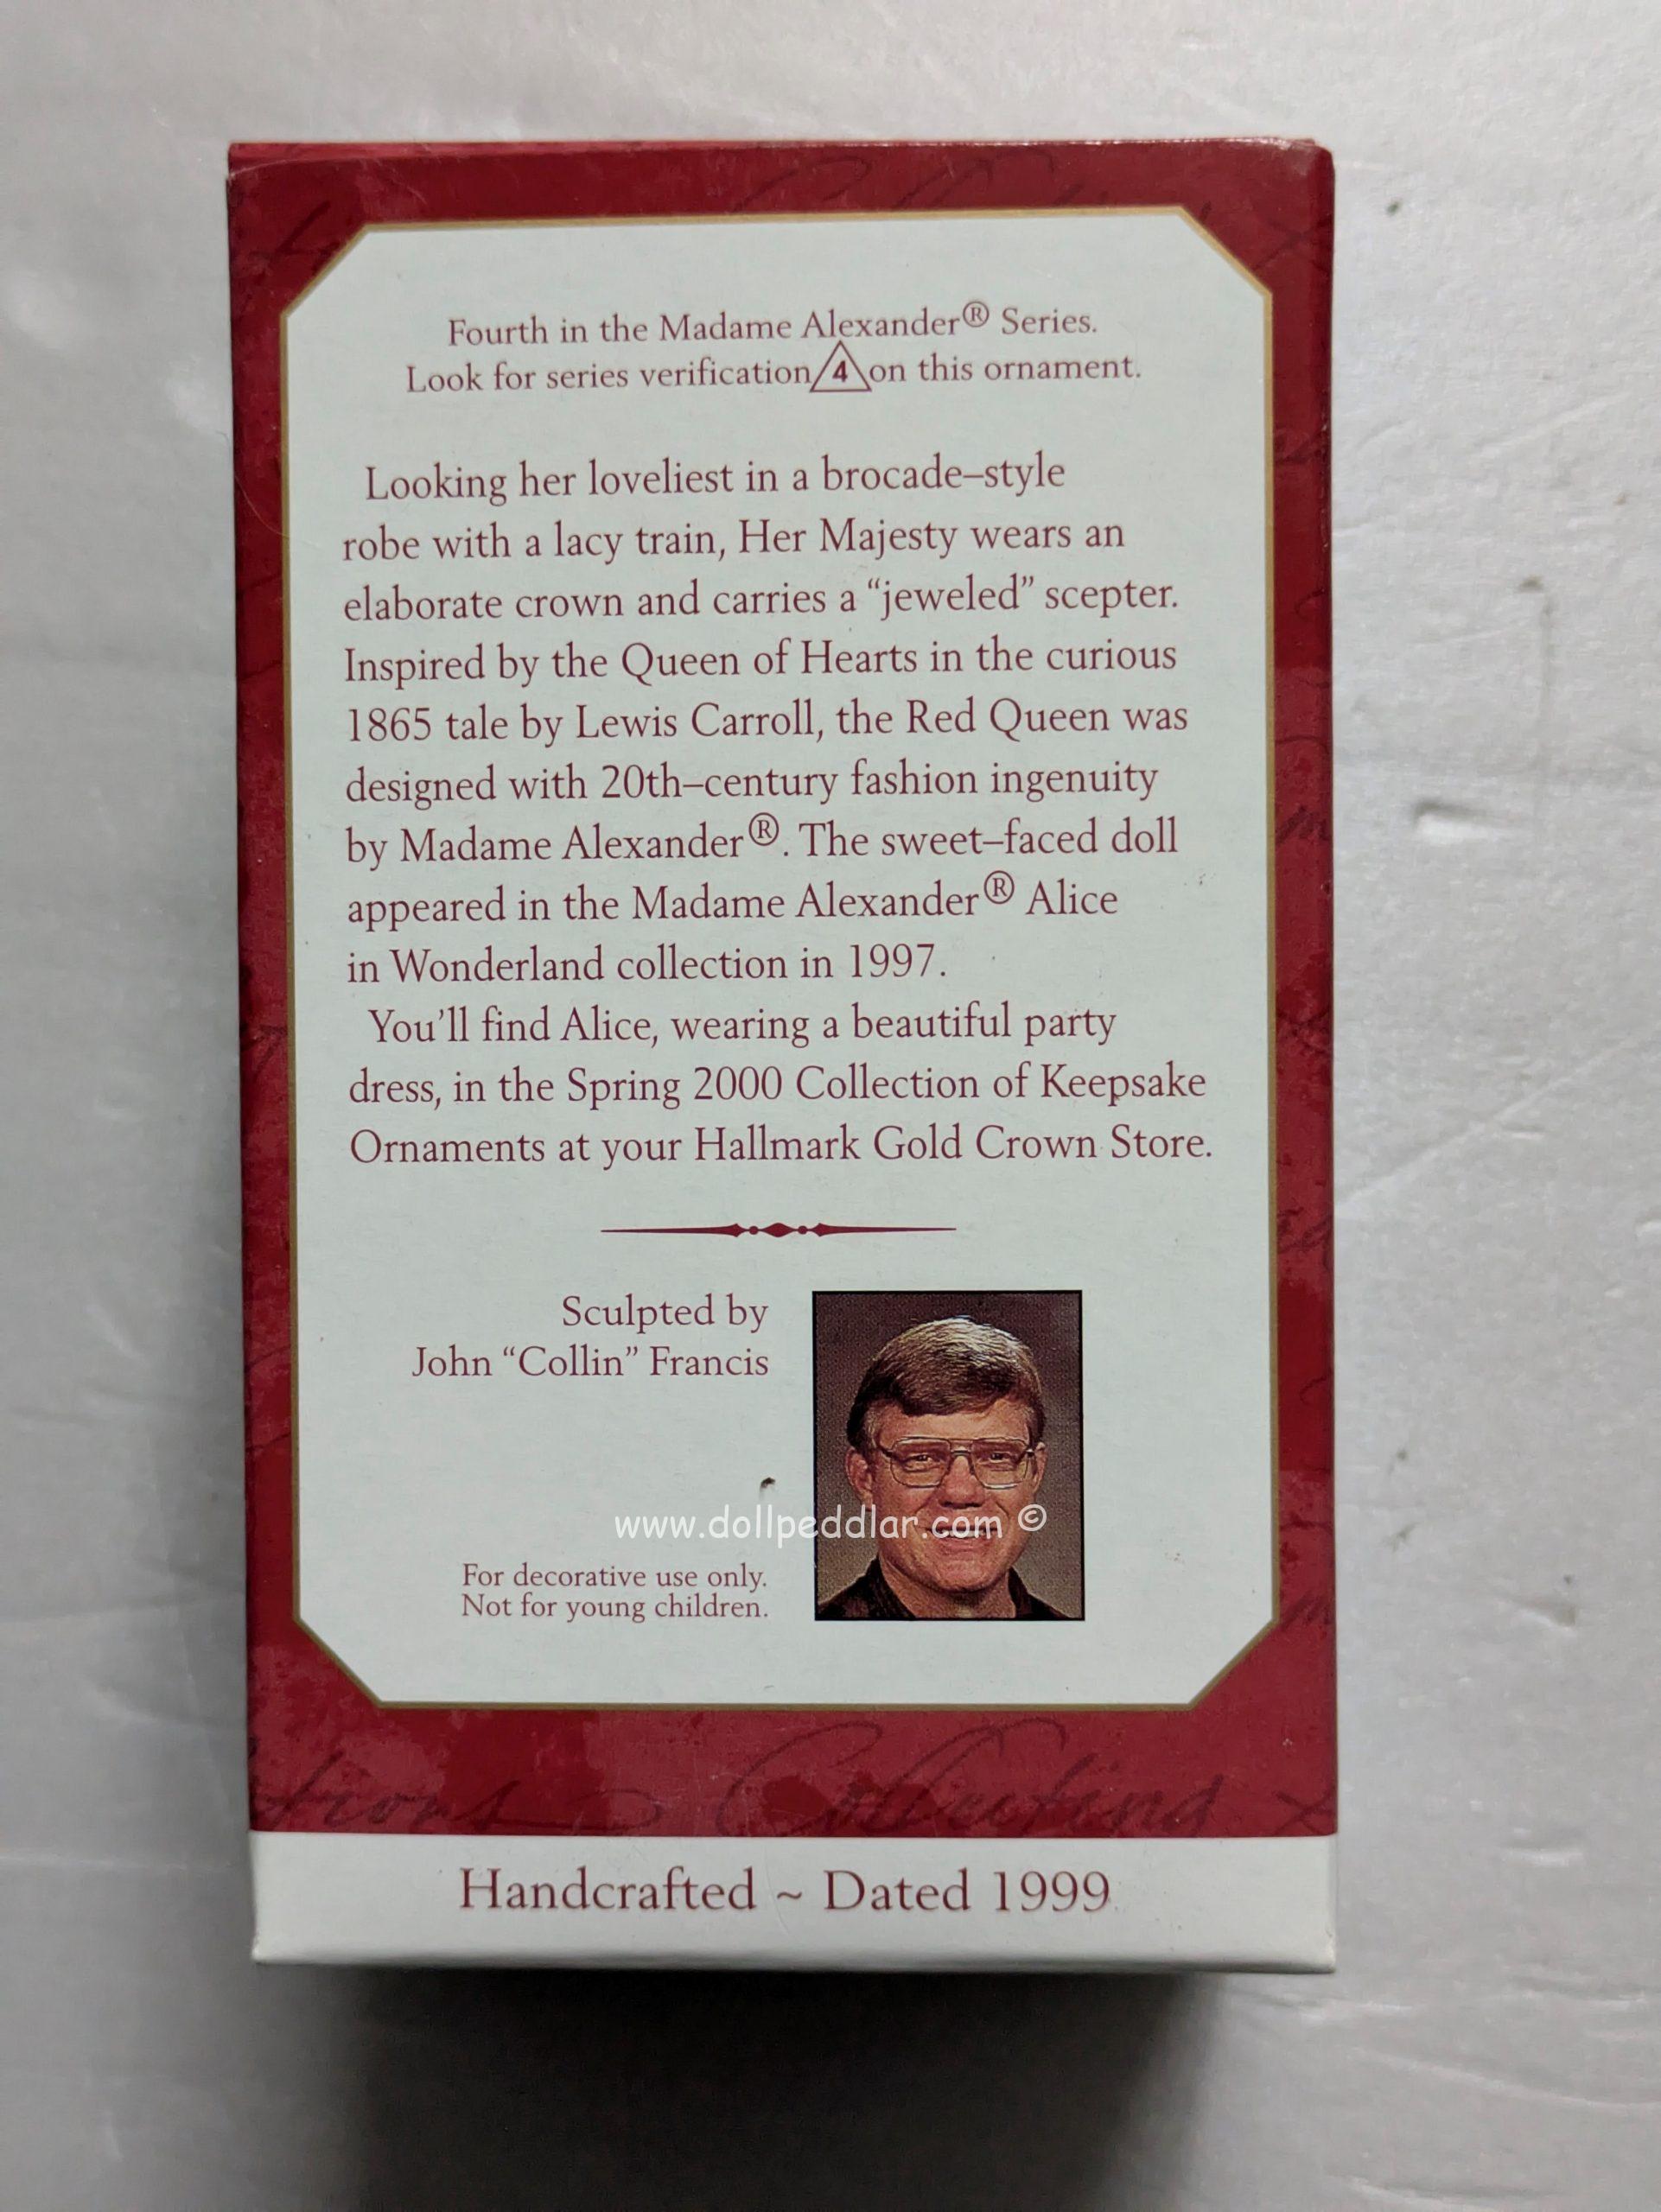 Fourth in the Madame Alexander® Series.
Look for series verification 4 on this ornament.
Looking her loveliest in a brocade–style
robe with a lacy train, Her Majesty wears an
elaborate crown and carries a “jeweled” scepter.
Inspired by the Queen of Hearts in the curious
1865 tale by Lewis Carroll, the Red Queen was
designed with 20th–century fashion ingenuity
by Madame Alexander®. The sweet–faced doll
appeared in the Madame Alexander® Alice
in Wonderland collection in 1997.
You’ll find Alice, wearing a beautiful party
dress, in the Spring 2000 Collection of Keepsake
Ornaments at your Hallmark Gold Crown Store.
Sculpted by
John “Collin” Francis
www.dollpeddlar.com ©
For decorative use only.
Not for young children.
Collecting
Handcrafted ~ Dated 1999